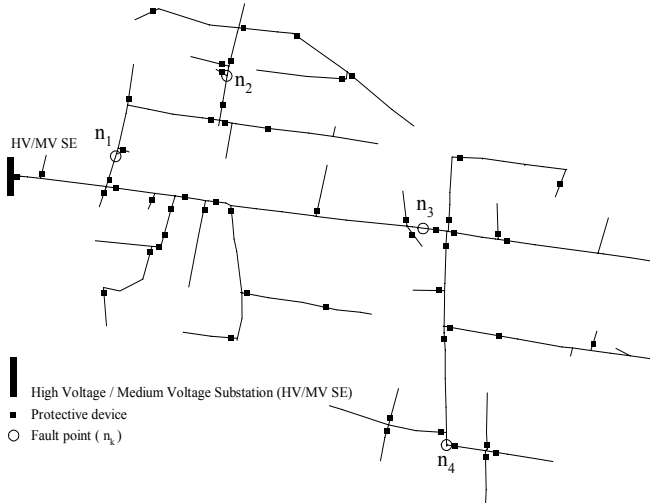 n2
n1
HV/MV SE
n3
High Voltage / Medium Voltage Substation (HV/MV SE)
Protective device
Fault point ( nk )
n4